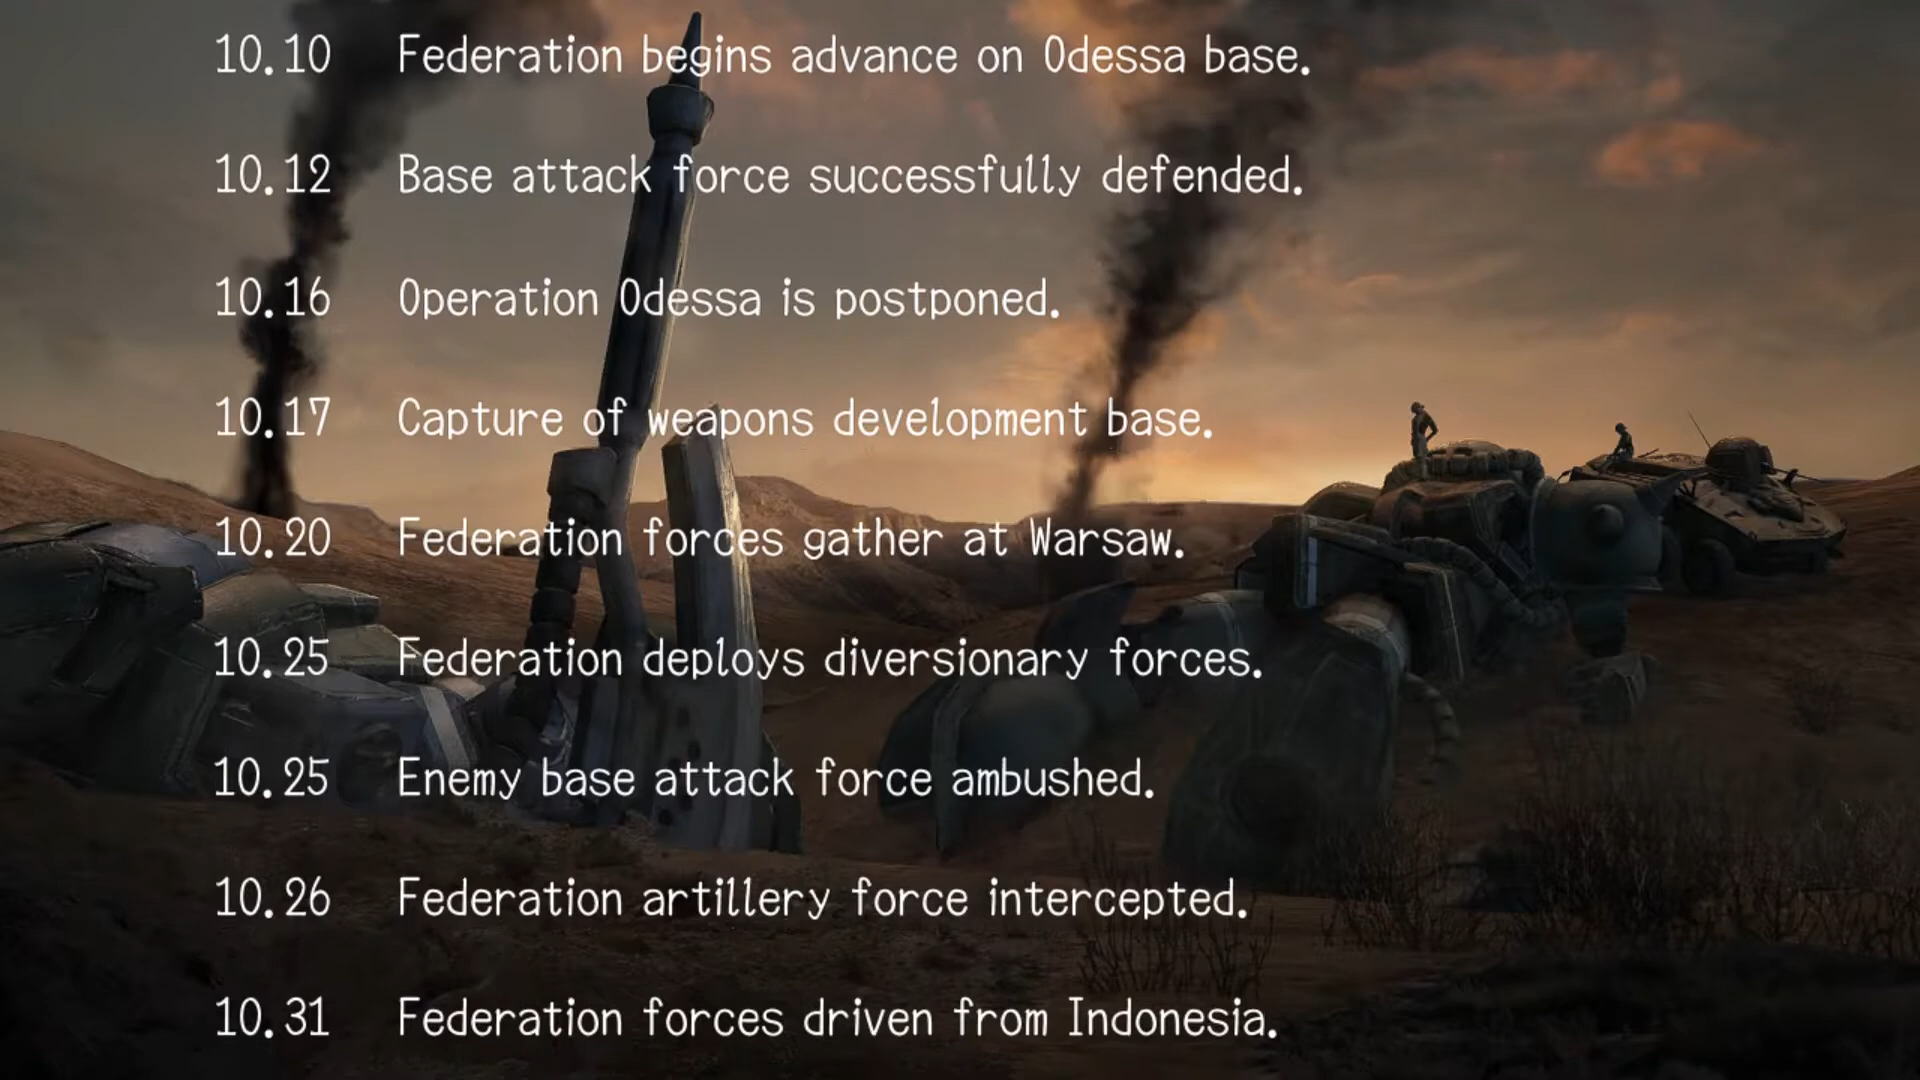 10.10 Federation begins advance on Odessa base.
10.12 Base attack force successfully defended.
10.16 Operation Odessa is postponed.
10.17 Capture of weapons development base.
10.20 Federation forces gather at Warsaw.
10.25 Federation deploys diversionary forces.
10.25 Enemy base attack force ambushed.
10.26 Federation artillery force intercepted.
10.31 Federation forces driven from Indonesia.